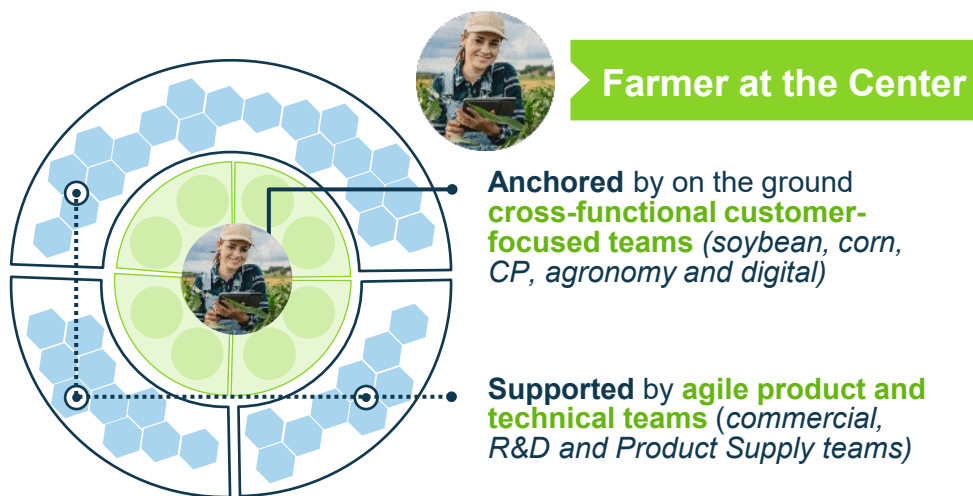 Farmer at the Center
Anchored by on the ground
cross-functional customer-
focused teams (soybean, corn,
CP, agronomy and digital)
Supported by agile product and
technical teams (commercial,
R&D and Product Supply teams)